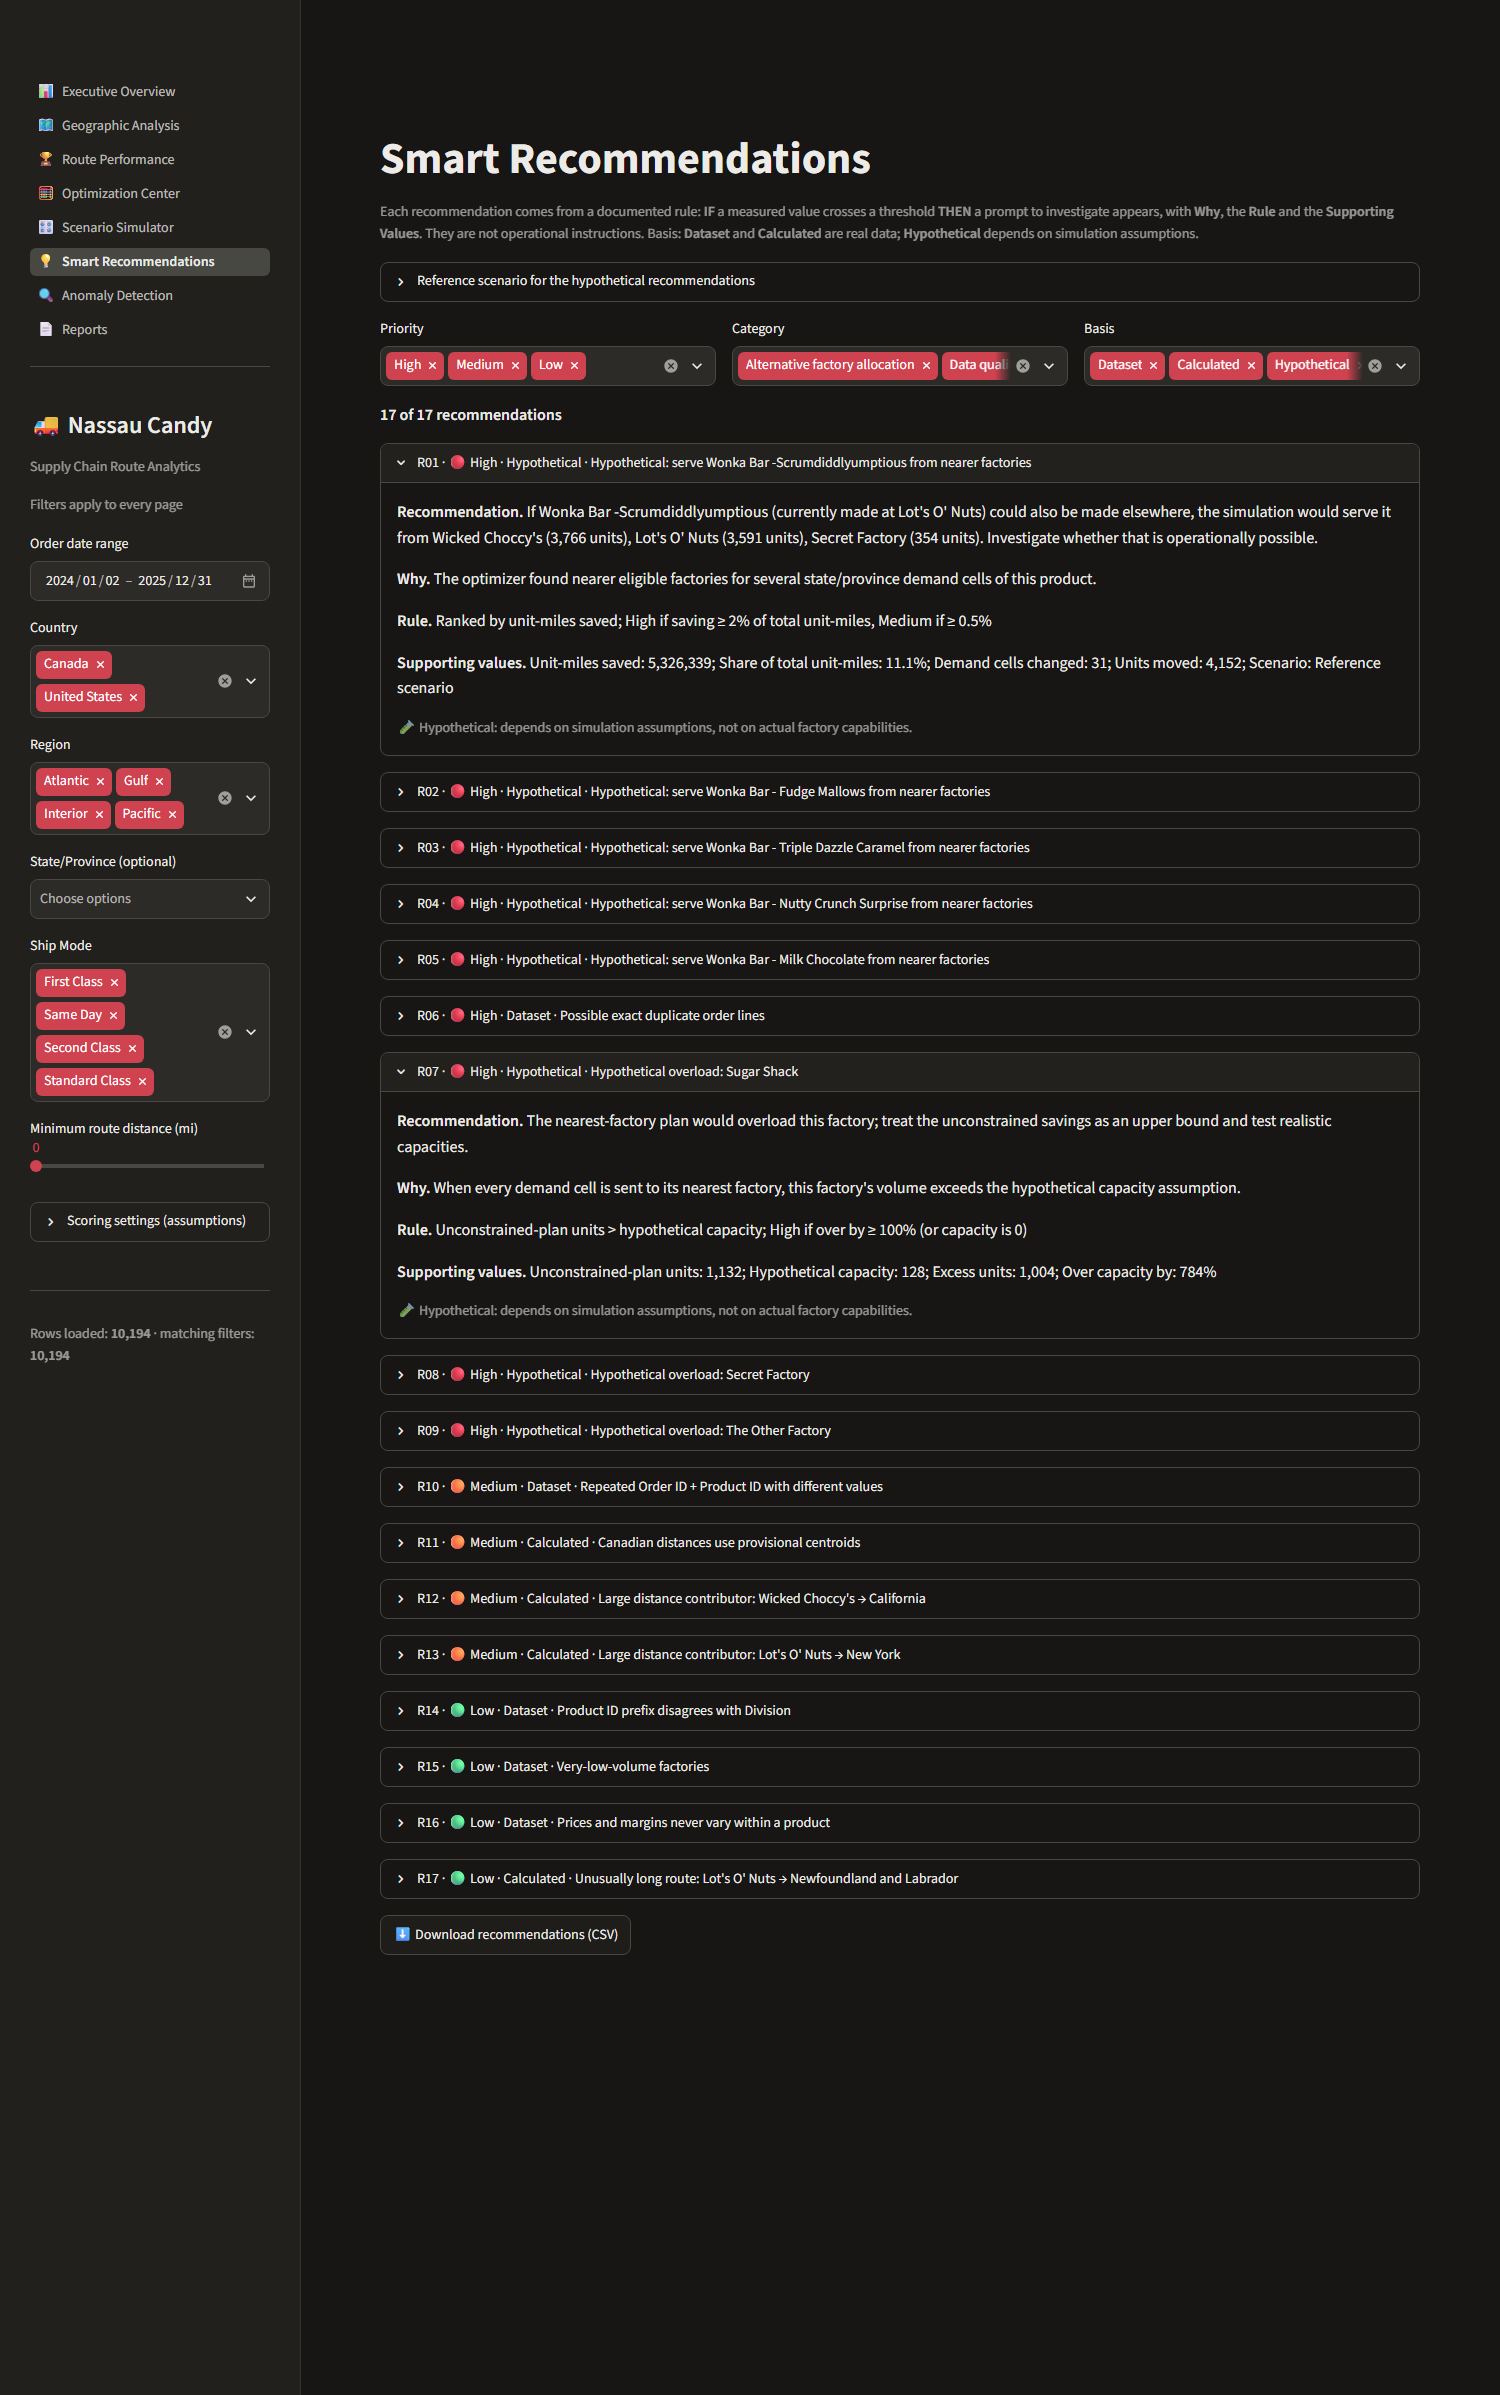 Executive Overview
Geographic Analysis
Route Performance
Optimization Center
Scenario Simulator
Smart Recommendations
Anomaly Detection
Reports
Nassau Candy
Supply Chain Route Analytics
Filters apply to every page
Order date range
2024/01/02 – 2025/12/31
Country
Canada
United States
Region
Atlantic Gulf
Interior Pacific
State/Province (optional)
Choose options
Ship Mode
First Class
Same Day
Second Class
Standard Class
Minimum route distance (mi)
0
Scoring settings (assumptions)
Rows loaded: 10,194 · matching filters:
10,194
Smart Recommendations
Each recommendation comes from a documented rule: IF a measured value crosses a threshold THEN a prompt to investigate appears, with Why, the Rule and the Supporting
Values. They are not operational instructions. Basis: Dataset and Calculated are real data; Hypothetical depends on simulation assumptions.
Reference scenario for the hypothetical recommendations
Priority Category Basis
High Medium Low Alternative factory allocation Data quali Dataset Calculated Hypothetical
17 of 17 recommendations
R01 · High · Hypothetical · Hypothetical: serve Wonka Bar -Scrumdiddlyumptious from nearer factories
Recommendation. If Wonka Bar -Scrumdiddlyumptious (currently made at Lot's O' Nuts) could also be made elsewhere, the simulation would serve it
from Wicked Choccy's (3,766 units), Lot's O' Nuts (3,591 units), Secret Factory (354 units). Investigate whether that is operationally possible.
Why. The optimizer found nearer eligible factories for several state/province demand cells of this product.
Rule. Ranked by unit-miles saved; High if saving ≥ 2% of total unit-miles, Medium if ≥ 0.5%
Supporting values. Unit-miles saved: 5,326,339; Share of total unit-miles: 11.1%; Demand cells changed: 31; Units moved: 4,152; Scenario: Reference
scenario
Hypothetical: depends on simulation assumptions, not on actual factory capabilities.
R02 · High · Hypothetical · Hypothetical: serve Wonka Bar - Fudge Mallows from nearer factories
R03 · High · Hypothetical · Hypothetical: serve Wonka Bar - Triple Dazzle Caramel from nearer factories
R04 · High · Hypothetical · Hypothetical: serve Wonka Bar - Nutty Crunch Surprise from nearer factories
R05 · High · Hypothetical · Hypothetical: serve Wonka Bar - Milk Chocolate from nearer factories
R06 · High · Dataset · Possible exact duplicate order lines
R07 · High · Hypothetical · Hypothetical overload: Sugar Shack
Recommendation. The nearest-factory plan would overload this factory; treat the unconstrained savings as an upper bound and test realistic
capacities.
Why. When every demand cell is sent to its nearest factory, this factory's volume exceeds the hypothetical capacity assumption.
Rule. Unconstrained-plan units > hypothetical capacity; High if over by ≥ 100% (or capacity is 0)
Supporting values. Unconstrained-plan units: 1,132; Hypothetical capacity: 128; Excess units: 1,004; Over capacity by: 784%
Hypothetical: depends on simulation assumptions, not on actual factory capabilities.
R08 · High · Hypothetical · Hypothetical overload: Secret Factory
R09 · High · Hypothetical · Hypothetical overload: The Other Factory
R10 · Medium · Dataset · Repeated Order ID + Product ID with different values
R11 · Medium · Calculated · Canadian distances use provisional centroids
R12 · Medium · Calculated · Large distance contributor: Wicked Choccy's → California
R13 · Medium · Calculated · Large distance contributor: Lot's O' Nuts → New York
R14 · Low · Dataset · Product ID prefix disagrees with Division
R15 · Low · Dataset · Very-low-volume factories
R16 · Low · Dataset · Prices and margins never vary within a product
R17 · Low · Calculated · Unusually long route: Lot's O' Nuts → Newfoundland and Labrador
Download recommendations (CSV)